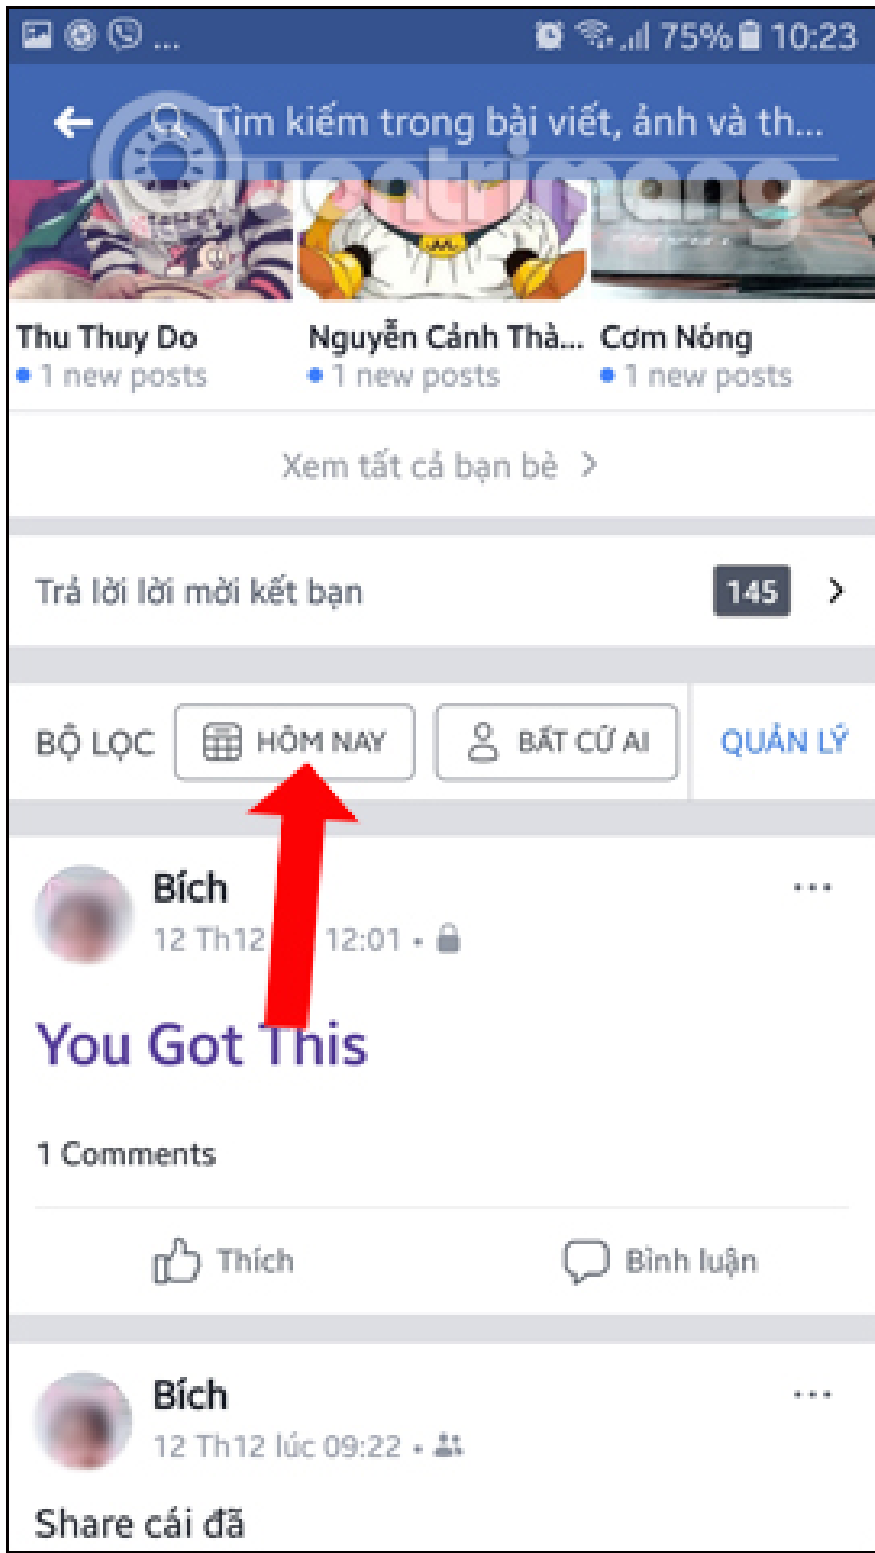 ... 75% 10:23
Tìm kiếm trong bài viết, ảnh và th...
Quantrimang
Thu Thuy Do Nguyễn Cảnh Thà... Cơm Nóng
1 new posts 1 new posts 1 new posts
Xem tất cả bạn bè
Trả lời lời mời kết bạn 145
BỘ LỌC HÔM NAY BẤT CỨ AI QUẢN LÝ
Bích
12 Th12 12:01
You Got This
1 Comments
Thích Bình luận
Bích
12 Th12 lúc 09:22
Share cái đã